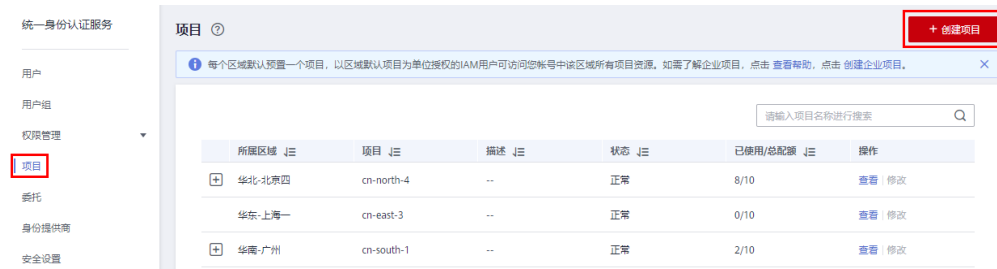 统一身份认证服务
用户
用户组
权限管理
项目
委托
身份提供商
安全设置
项目
+ 创建项目
每个区域默认预置一个项目，以区域默认项目为单位授权的IAM用户可访问您帐号中该区域所有项目资源。如需了解企业项目，点击 查看帮助，点击 创建企业项目。
请输入项目名称进行搜索
所属区域 项目 描述 状态 已使用/总配额 操作
华北-北京四 cn-north-4 -- 正常 8/10 查看 | 修改
华东-上海一 cn-east-3 -- 正常 0/10 查看 | 修改
华南-广州 cn-south-1 -- 正常 2/10 查看 | 修改